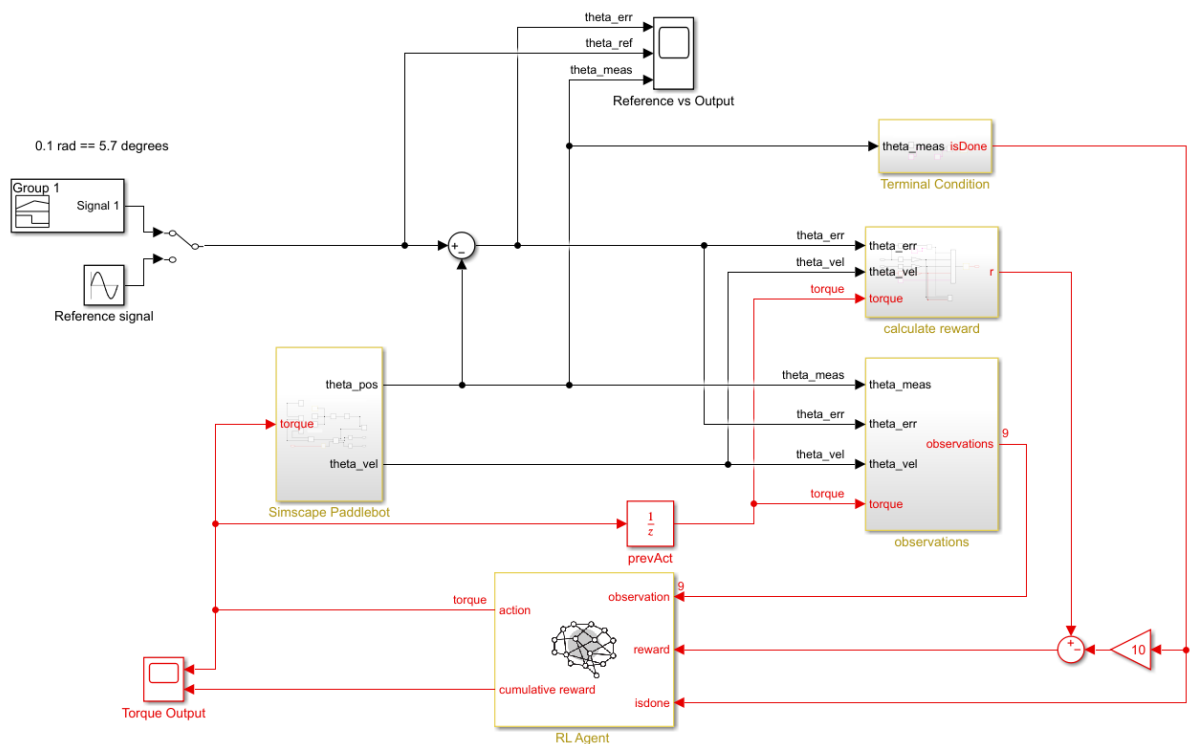 theta_err
theta_ref
theta_meas
Reference vs Output
0.1 rad == 5.7 degrees
theta_meas isDone
Terminal Condition
Group 1
Signal 1
+
−
theta_err
theta_err
theta_vel
theta_vel
r
torque
torque
calculate reward
Reference signal
theta_pos
theta_meas
theta_meas
torque
theta_err
theta_err
observations
9
theta_vel
theta_vel
theta_vel
torque
torque
Simscape Paddlebot
1
z
prevAct
observations
observation
9
torque
action
+
−
10
reward
cumulative reward
isdone
Torque Output
RL Agent